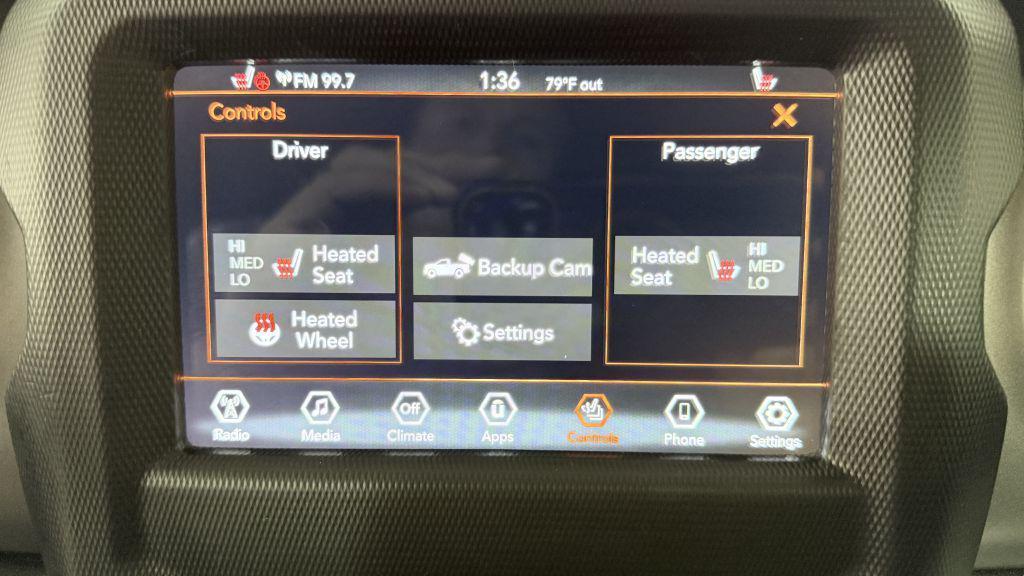 FM 99.7 1:36 79°F out
Controls X
Driver Passenger
HI
MED
LO
Heated
Seat
Backup Cam
Heated
Seat
HI
MED
LO
Heated
Wheel
Settings
Radio Media Off Climate U Apps Controls Phone Settings